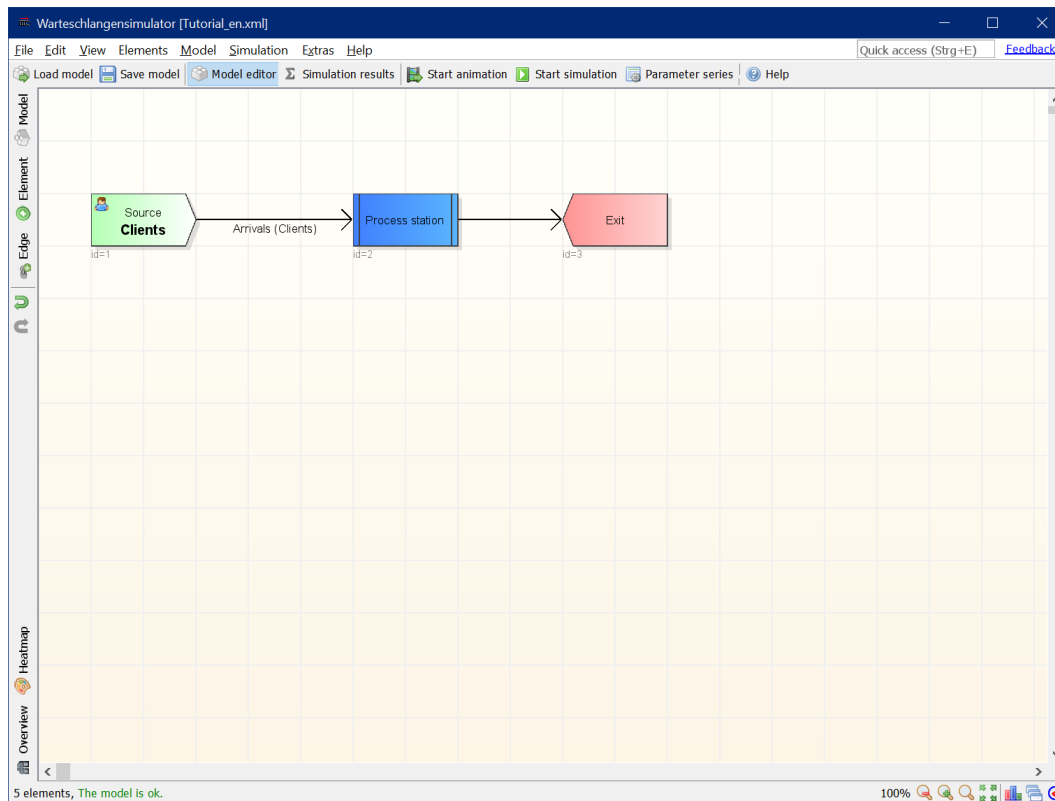 Warteschlangensimulator [Tutorial_en.xml]
File Edit View Elements Model Simulation Extras Help Quick access (Strg+E) Feedback
Load model Save model Model editor Simulation results Start animation Start simulation Parameter series Help
Model
Element
Edge
Source
Clients
id=1
Arrivals (Clients)
Process station
id=2
Exit
id=3
Heatmap
Overview
5 elements, The model is ok. 100%